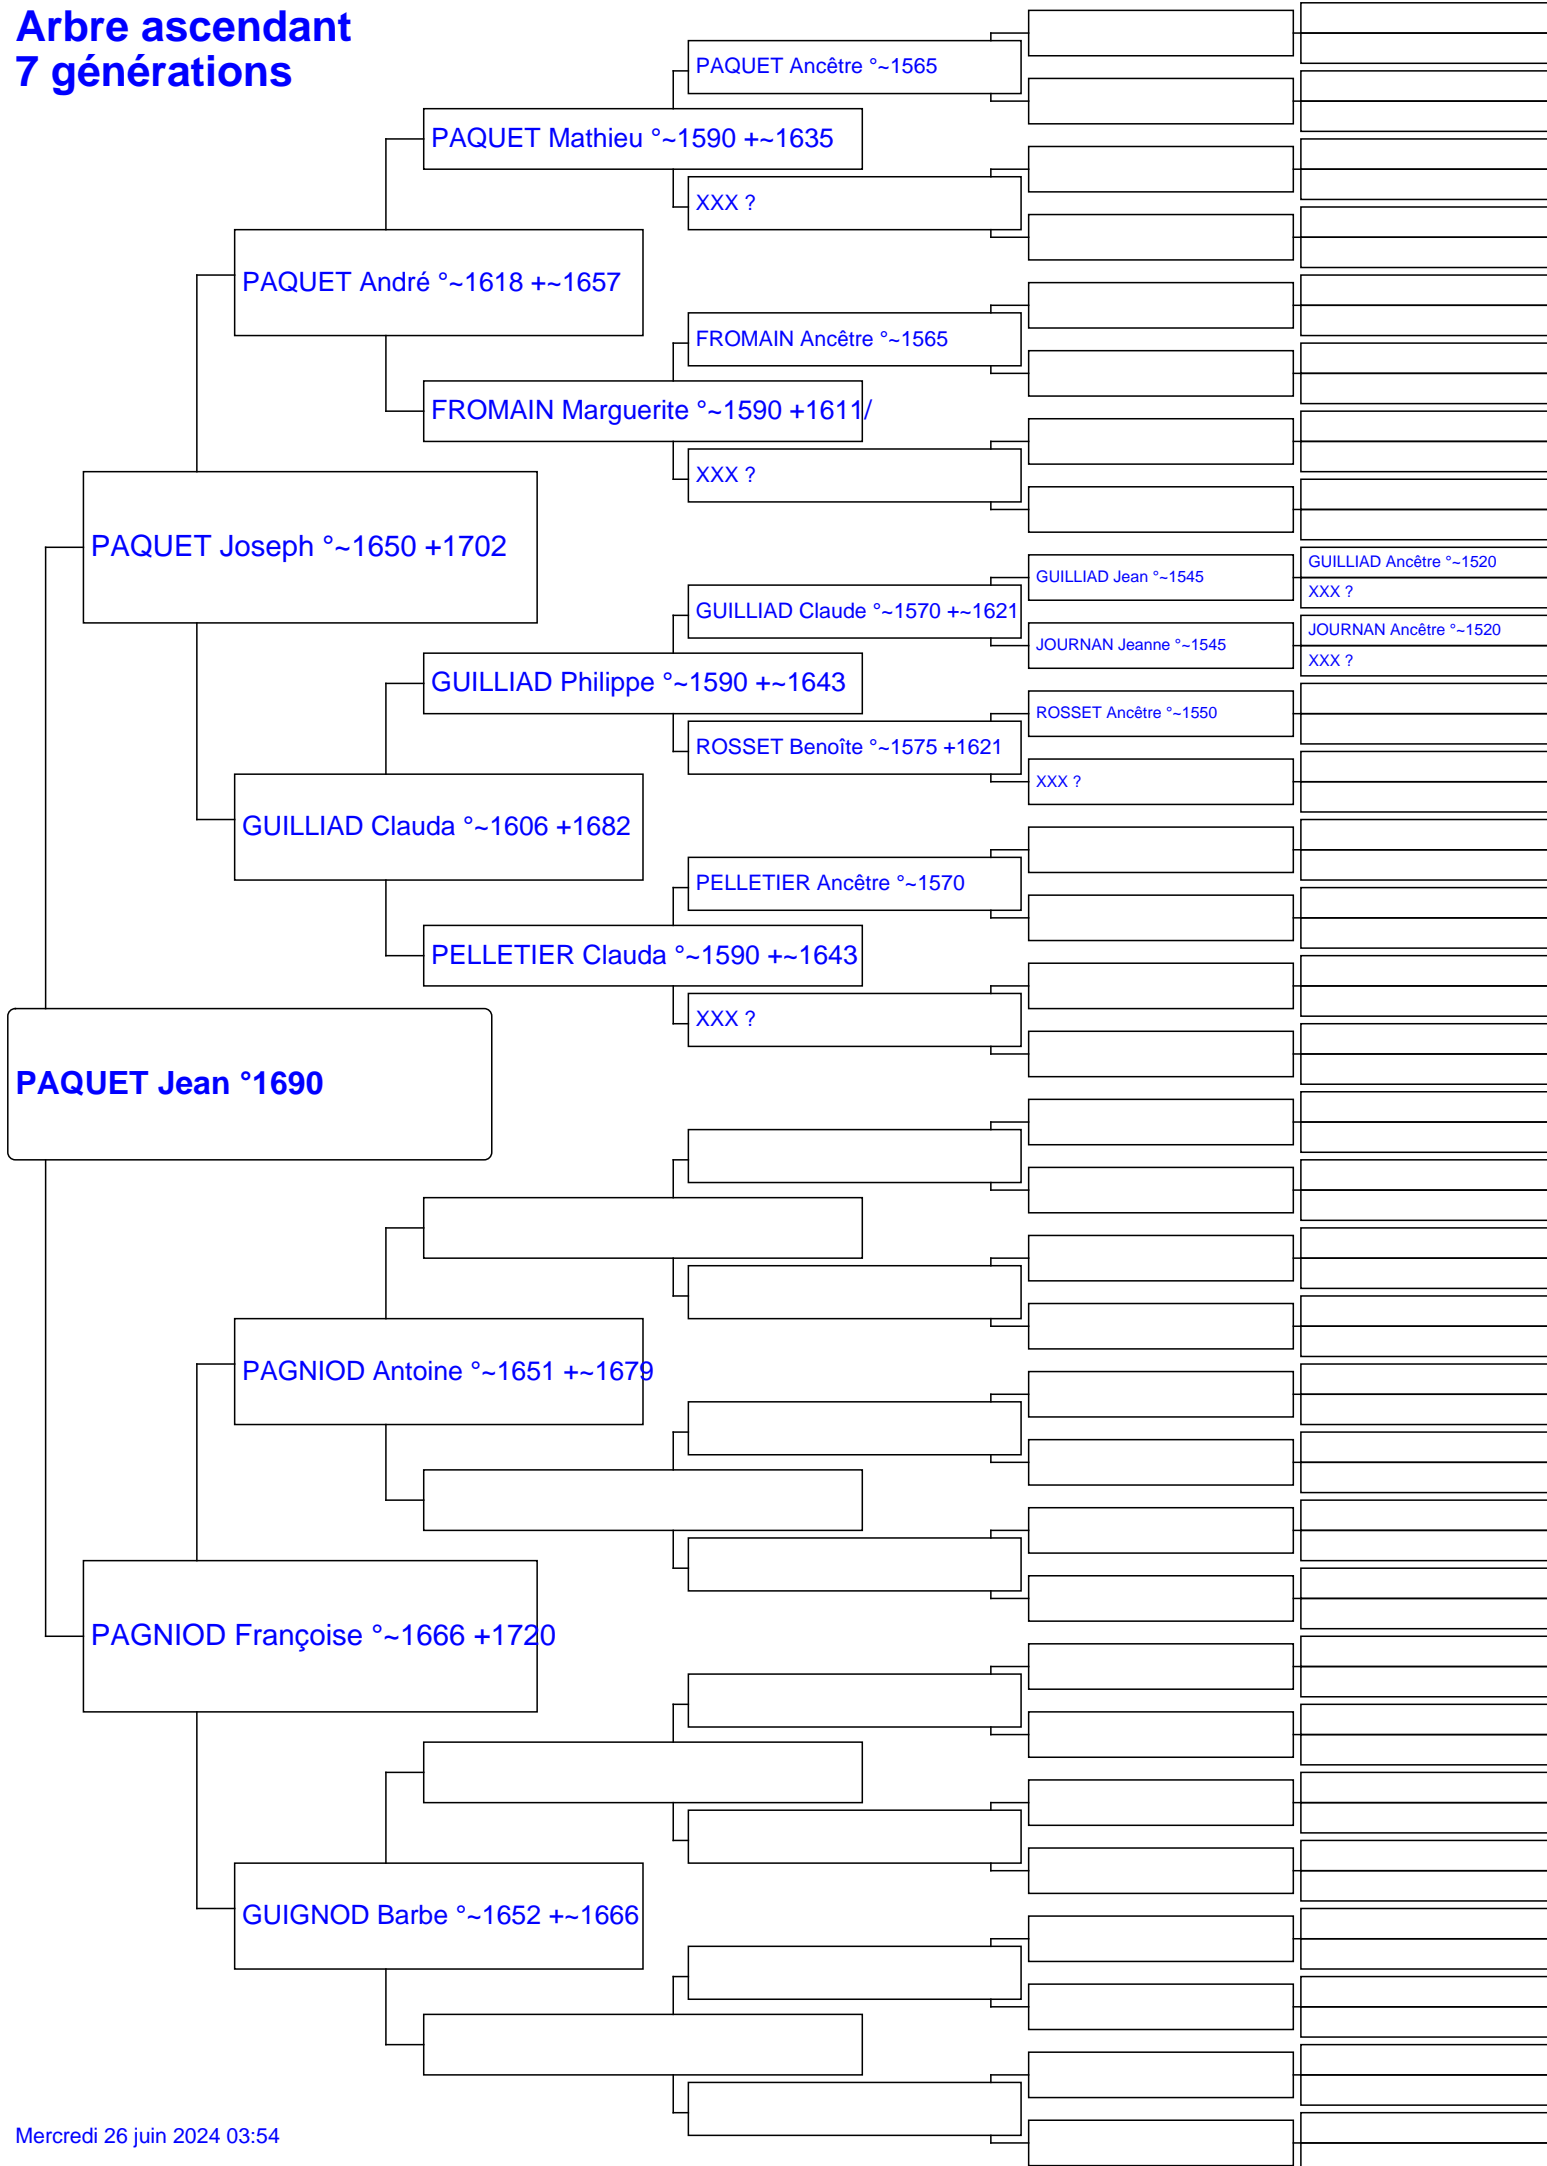 Arbre ascendant
7 générations
PAQUET Ancêtre °~1565
PAQUET Mathieu °~1590 +~1635
XXX ?
PAQUET André °~1618 +~1657
FROMAIN Ancêtre °~1565
FROMAIN Marguerite °~1590 +1611/
XXX ?
PAQUET Joseph °~1650 +1702
GUILLIAD Ancêtre °~1520
GUILLIAD Jean °~1545
XXX ?
GUILLIAD Claude °~1570 +~1621
JOURNAN Ancêtre °~1520
JOURNAN Jeanne °~1545
XXX ?
GUILLIAD Philippe °~1590 +~1643
ROSSET Ancêtre °~1550
ROSSET Benoîte °~1575 +1621
XXX ?
GUILLIAD Clauda °~1606 +1682
PELLETIER Ancêtre °~1570
PELLETIER Clauda °~1590 +~1643
XXX ?
PAQUET Jean °1690
PAGNIOD Antoine °~1651 +~1679
PAGNIOD Françoise °~1666 +1720
GUIGNOD Barbe °~1652 +~1666
Mercredi 26 juin 2024 03:54